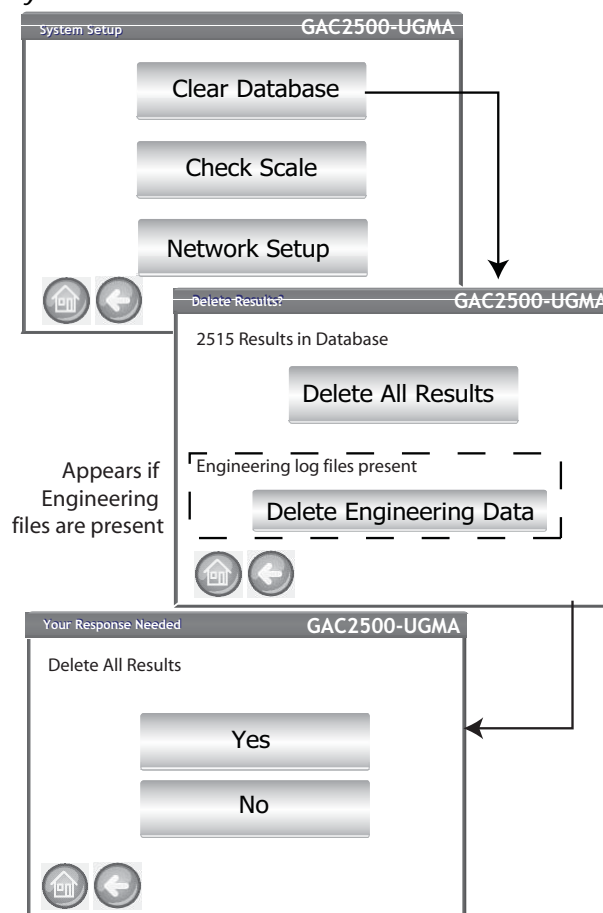 System Setup GAC2500-UGMA
Clear Database
Check Scale
Network Setup
Delete Results? GAC2500-UGMA
2515 Results in Database
Delete All Results
Appears if
Engineering
files are present
Engineering log files present
Delete Engineering Data
Your Response Needed GAC2500-UGMA
Delete All Results
Yes
No